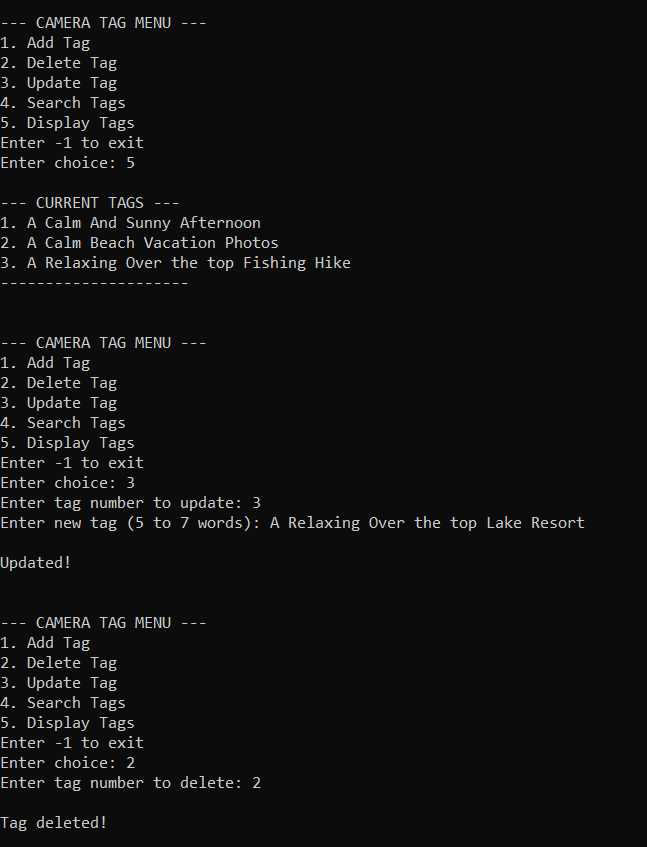 --- CAMERA TAG MENU ---
1. Add Tag
2. Delete Tag
3. Update Tag
4. Search Tags
5. Display Tags
Enter -1 to exit
Enter choice: 5
--- CURRENT TAGS ---
1. A Calm And Sunny Afternoon
2. A Calm Beach Vacation Photos
3. A Relaxing Over the top Fishing Hike
---------------------
--- CAMERA TAG MENU ---
1. Add Tag
2. Delete Tag
3. Update Tag
4. Search Tags
5. Display Tags
Enter -1 to exit
Enter choice: 3
Enter tag number to update: 3
Enter new tag (5 to 7 words): A Relaxing Over the top Lake Resort
Updated!
--- CAMERA TAG MENU ---
1. Add Tag
2. Delete Tag
3. Update Tag
4. Search Tags
5. Display Tags
Enter -1 to exit
Enter choice: 2
Enter tag number to delete: 2
Tag deleted!